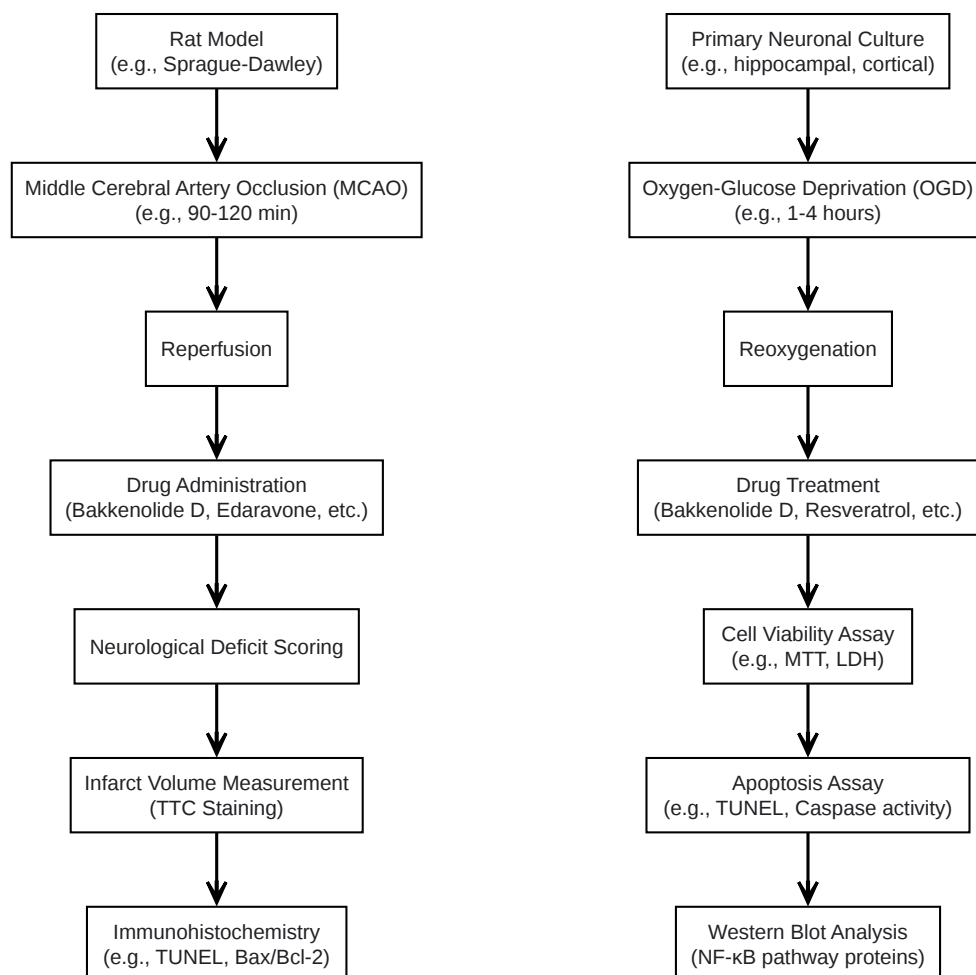 Rat Model
(e.g., Sprague-Dawley)
Middle Cerebral Artery Occlusion (MCAO)
(e.g., 90-120 min)
Reperfusion
Drug Administration
(Bakkenolide D, Edaravone, etc.)
Neurological Deficit Scoring
Infarct Volume Measurement
(TTC Staining)
Immunohistochemistry
(e.g., TUNEL, Bax/Bcl-2)
Primary Neuronal Culture
(e.g., hippocampal, cortical)
Oxygen-Glucose Deprivation (OGD)
(e.g., 1-4 hours)
Reoxygenation
Drug Treatment
(Bakkenolide D, Resveratrol, etc.)
Cell Viability Assay
(e.g., MTT, LDH)
Apoptosis Assay
(e.g., TUNEL, Caspase activity)
Western Blot Analysis
(NF-κB pathway proteins)